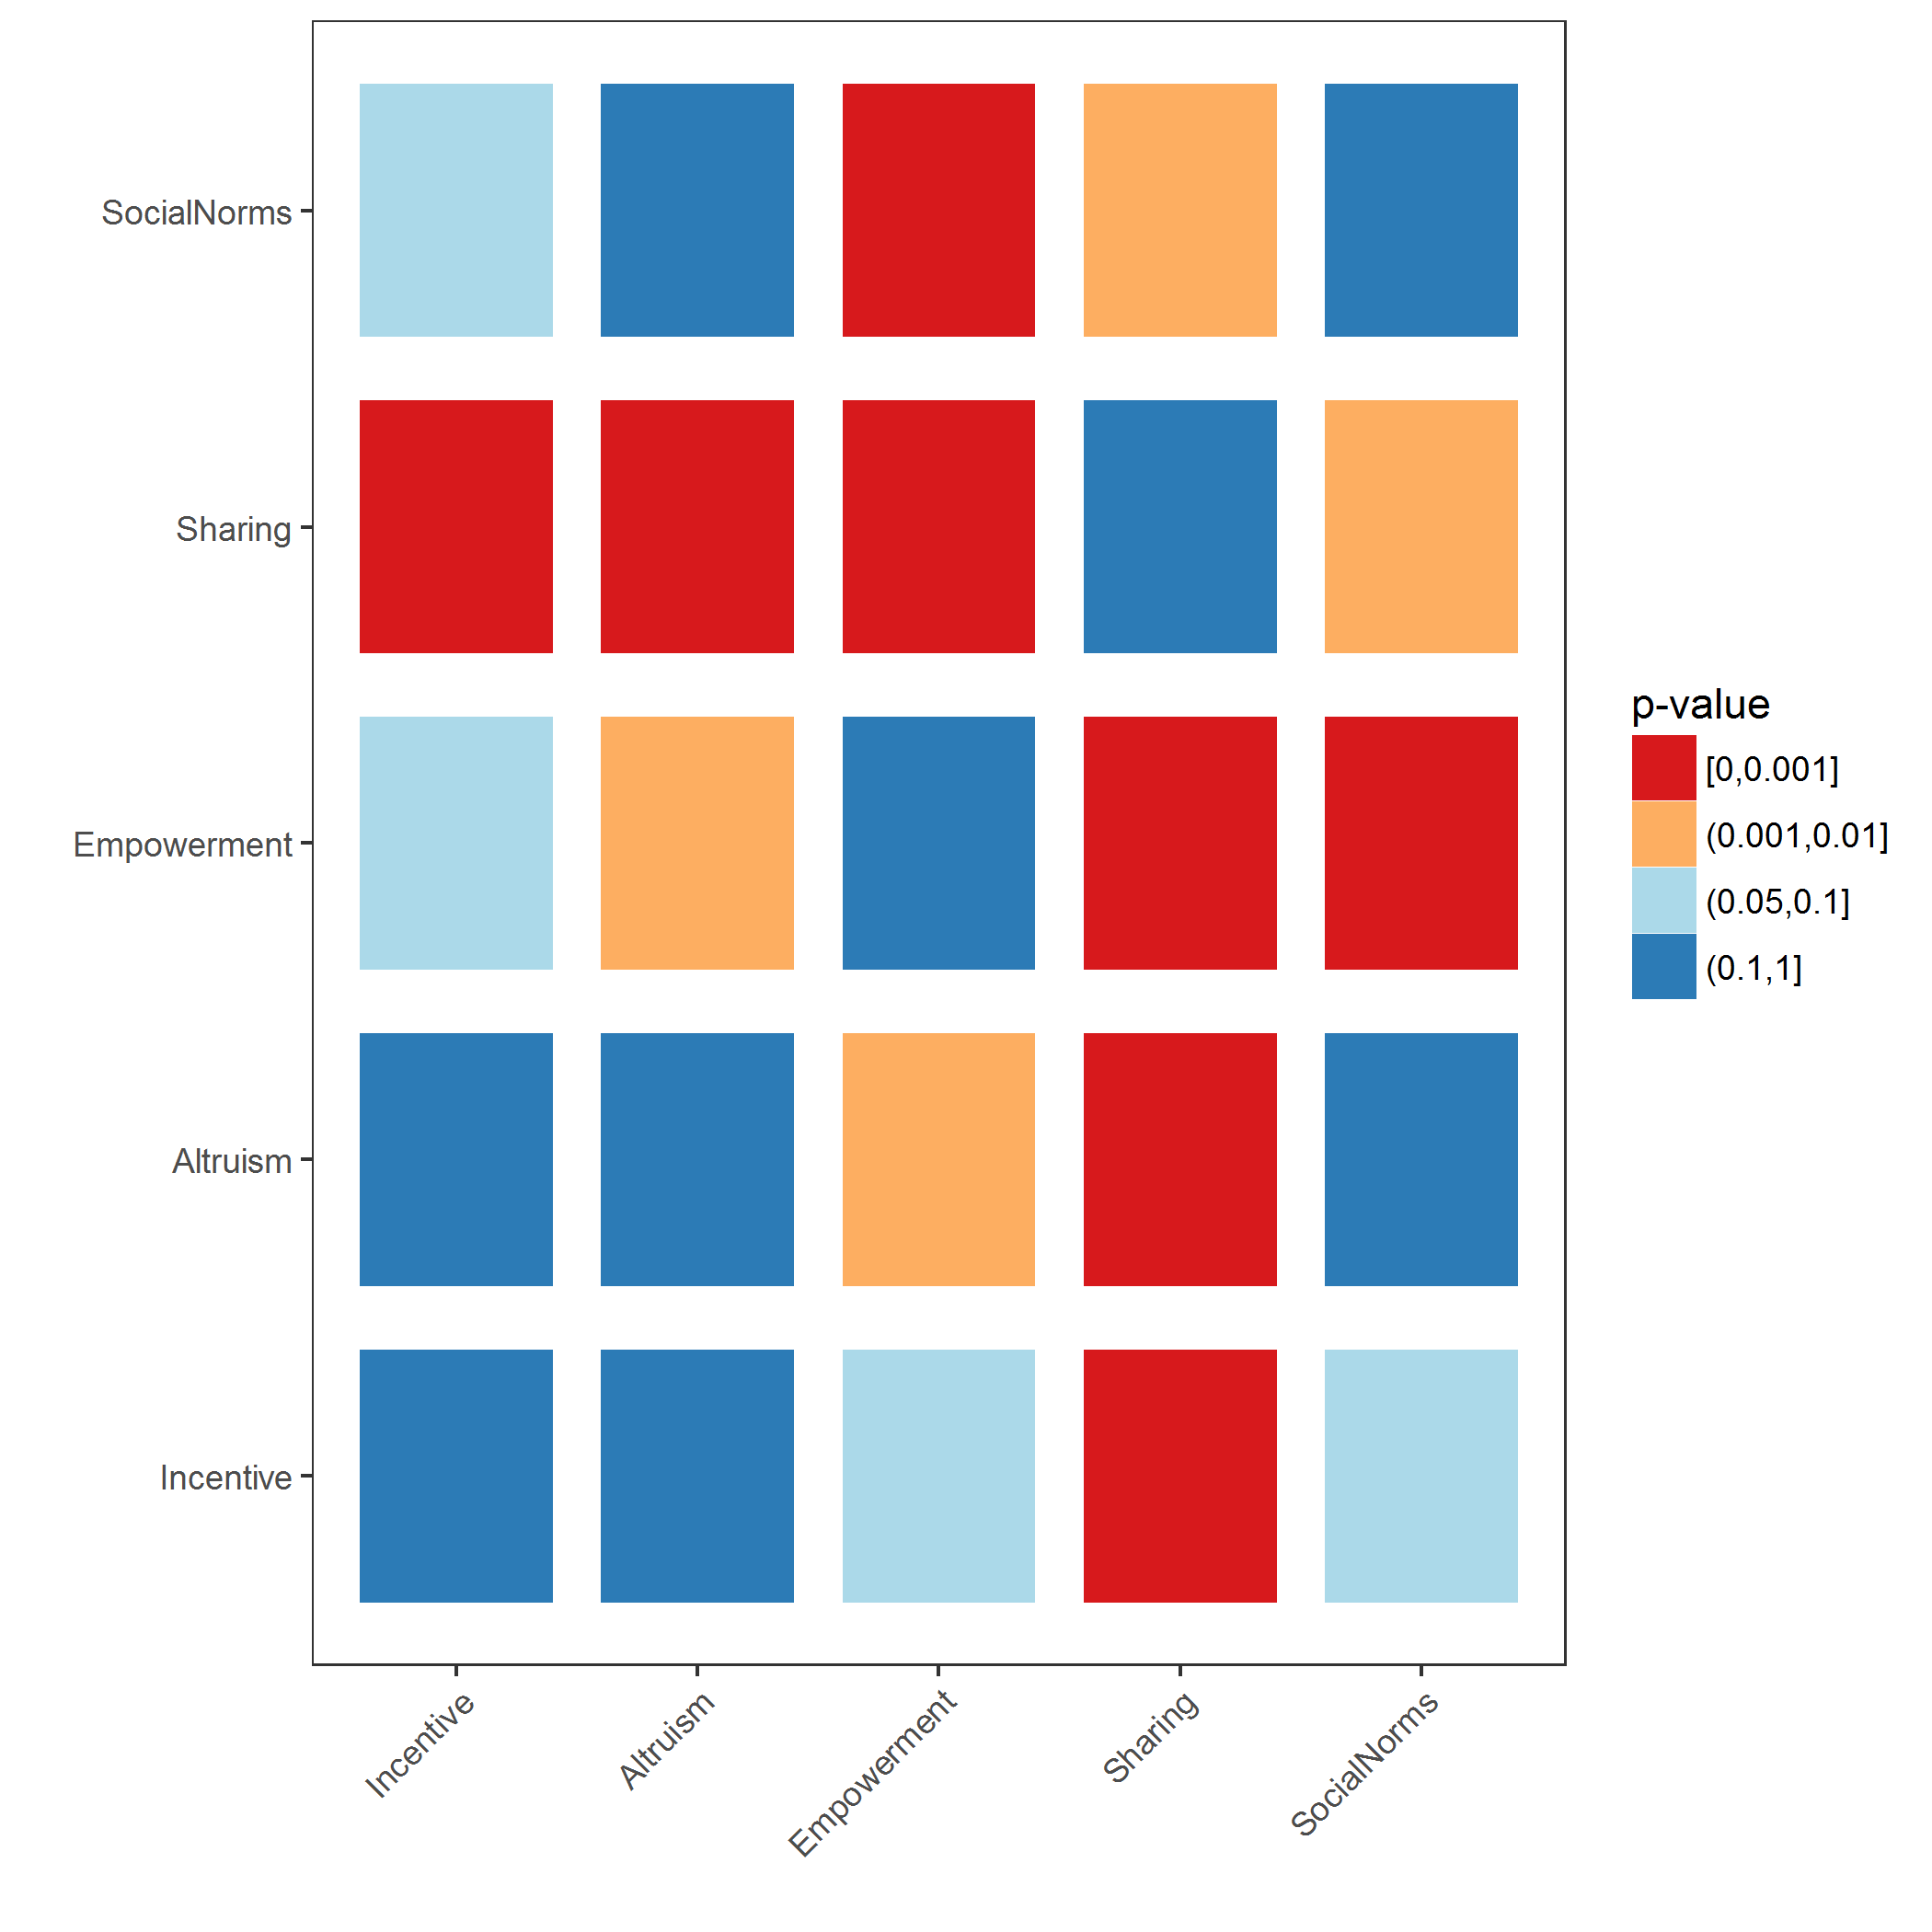 SocialNorms
Sharing
Empowerment
Altruism
Incentive
Incentive
Altruism
Empowerment
Sharing
SocialNorms
p-value
[0,0.001]
(0.001,0.01]
(0.05,0.1]
(0.1,1]